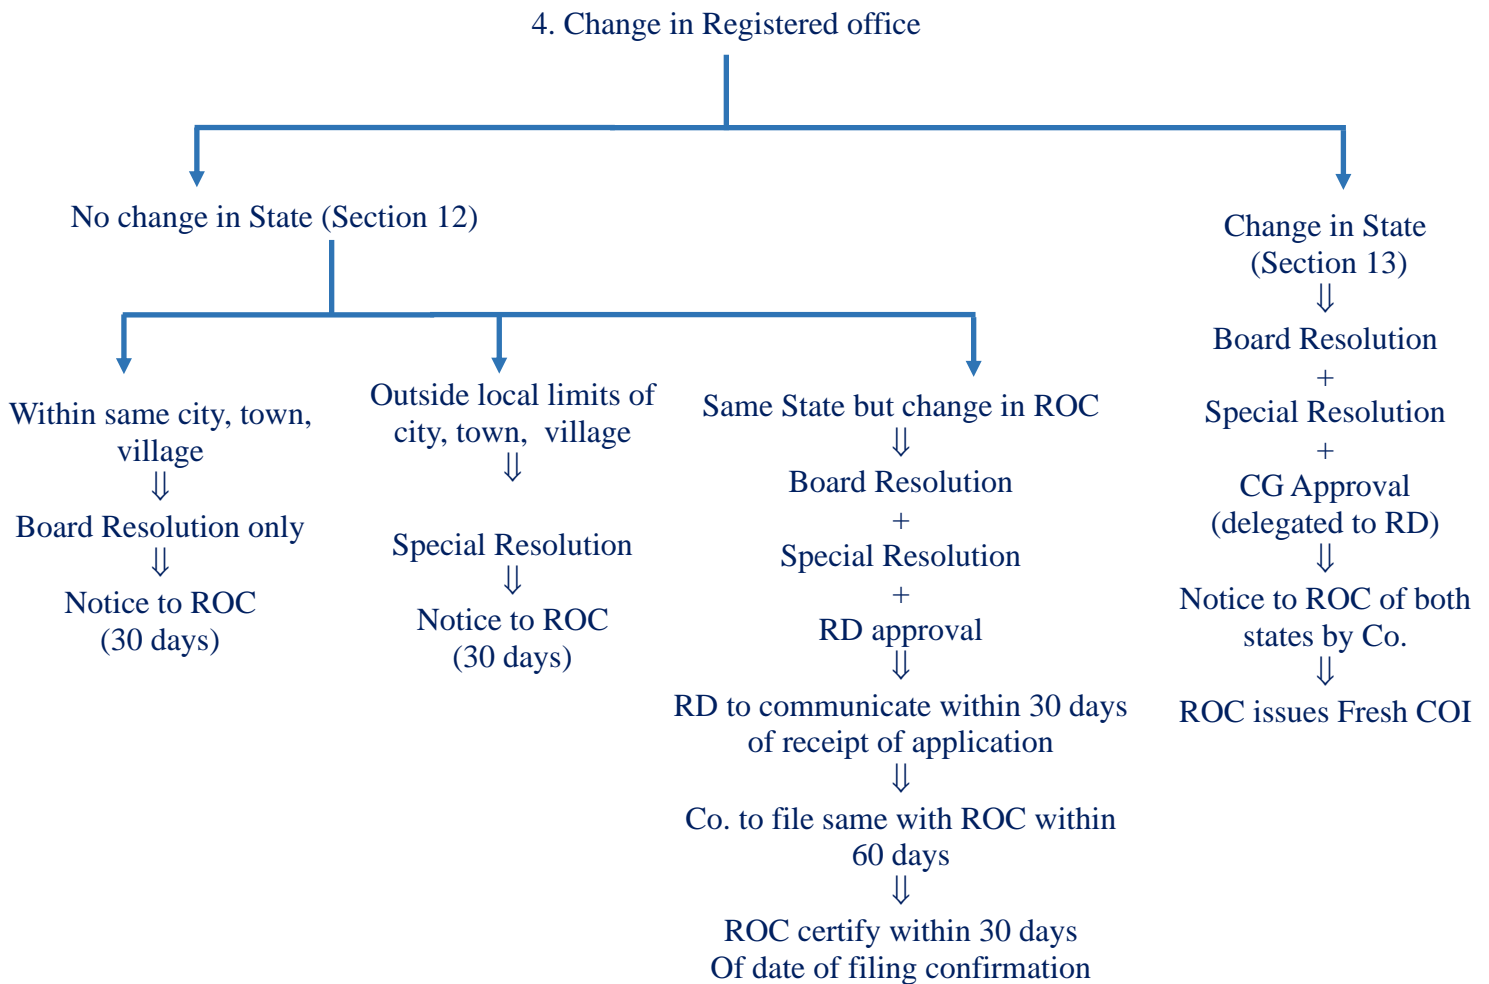 4. Change in Registered office
No change in State (Section 12)
Within same city, town,
village
⇓
Board Resolution only
⇓
Notice to ROC
(30 days)
Outside local limits of
city, town, village
⇓
Special Resolution
⇓
Notice to ROC
(30 days)
Same State but change in ROC
⇓
Board Resolution
+
Special Resolution
+
RD approval
⇓
RD to communicate within 30 days
of receipt of application
⇓
Co. to file same with ROC within
60 days
⇓
ROC certify within 30 days
Of date of filing confirmation
Change in State
(Section 13)
⇓
Board Resolution
+
Special Resolution
+
CG Approval
(delegated to RD)
⇓
Notice to ROC of both
states by Co.
⇓
ROC issues Fresh COI